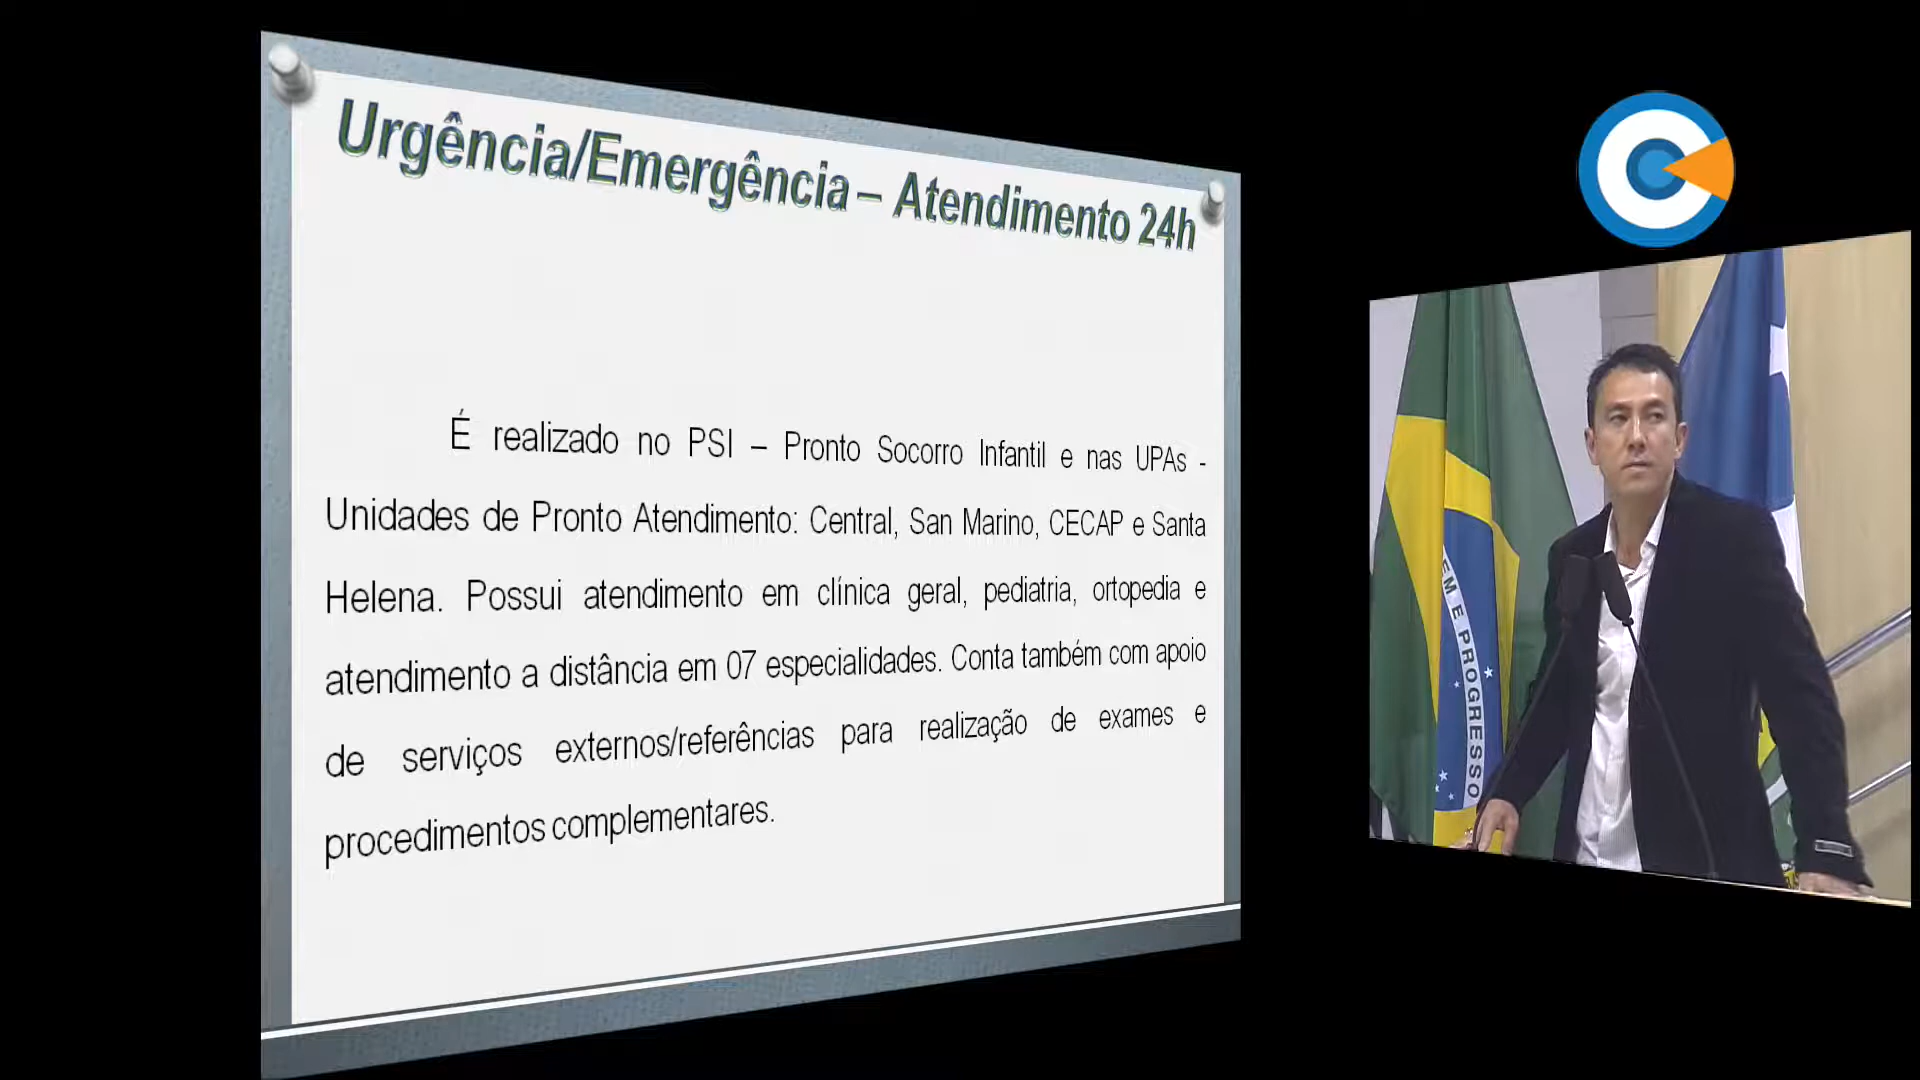 Urgência/Emergência – Atendimento 24h
É realizado no PSI – Pronto Socorro Infantil e nas UPAs -
Unidades de Pronto Atendimento: Central, San Marino, CECAP e Santa
Helena. Possui atendimento em clínica geral, pediatria, ortopedia e
atendimento a distância em 07 especialidades. Conta também com apoio
de serviços externos/referências para realização de exames e
procedimentos complementares.
EM E PROGRESSO